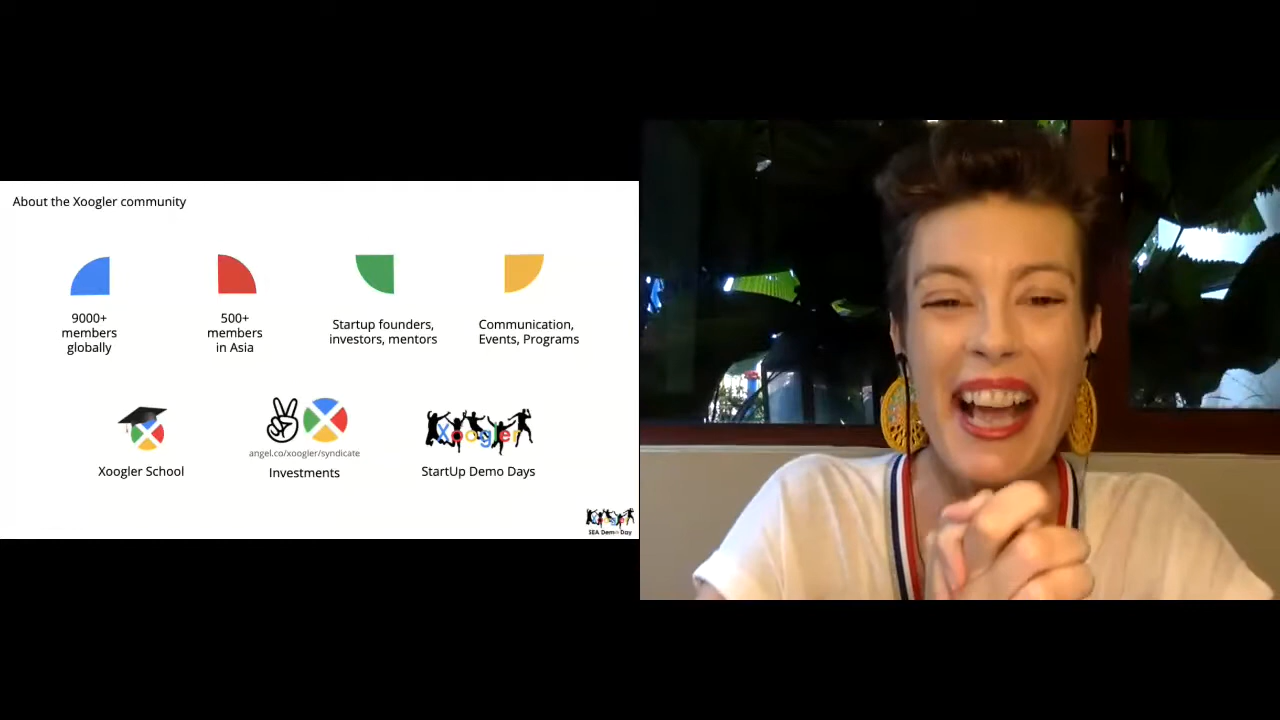 About the Xoogler community
9000+
members
globally
500+
members
in Asia
Startup founders,
investors, mentors
Communication,
Events, Programs
Xoogler School
angel.co/xoogler/syndicate
Investments
Xoogler
StartUp Demo Days
SEA Demo Day